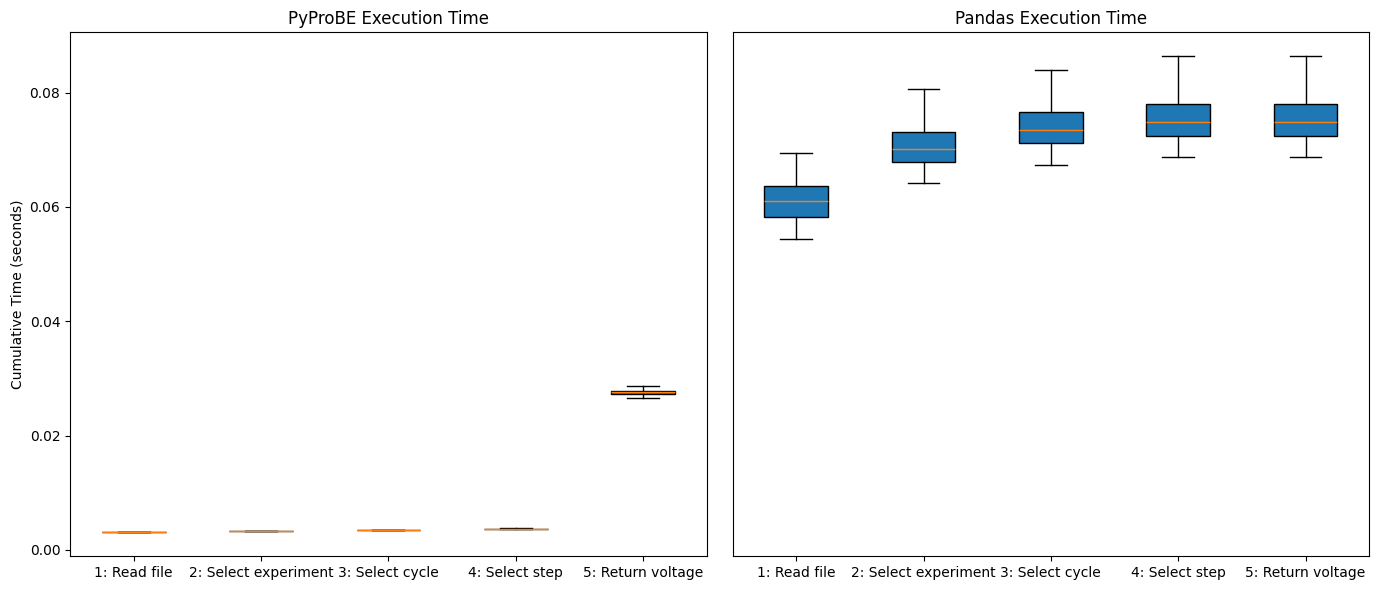 PyProBE Execution Time
Pandas Execution Time
Cumulative Time (seconds)
0.08
0.06
0.04
0.02
0.00
1: Read file
2: Select experiment
3: Select cycle
4: Select step
5: Return voltage
1: Read file
2: Select experiment
3: Select cycle
4: Select step
5: Return voltage